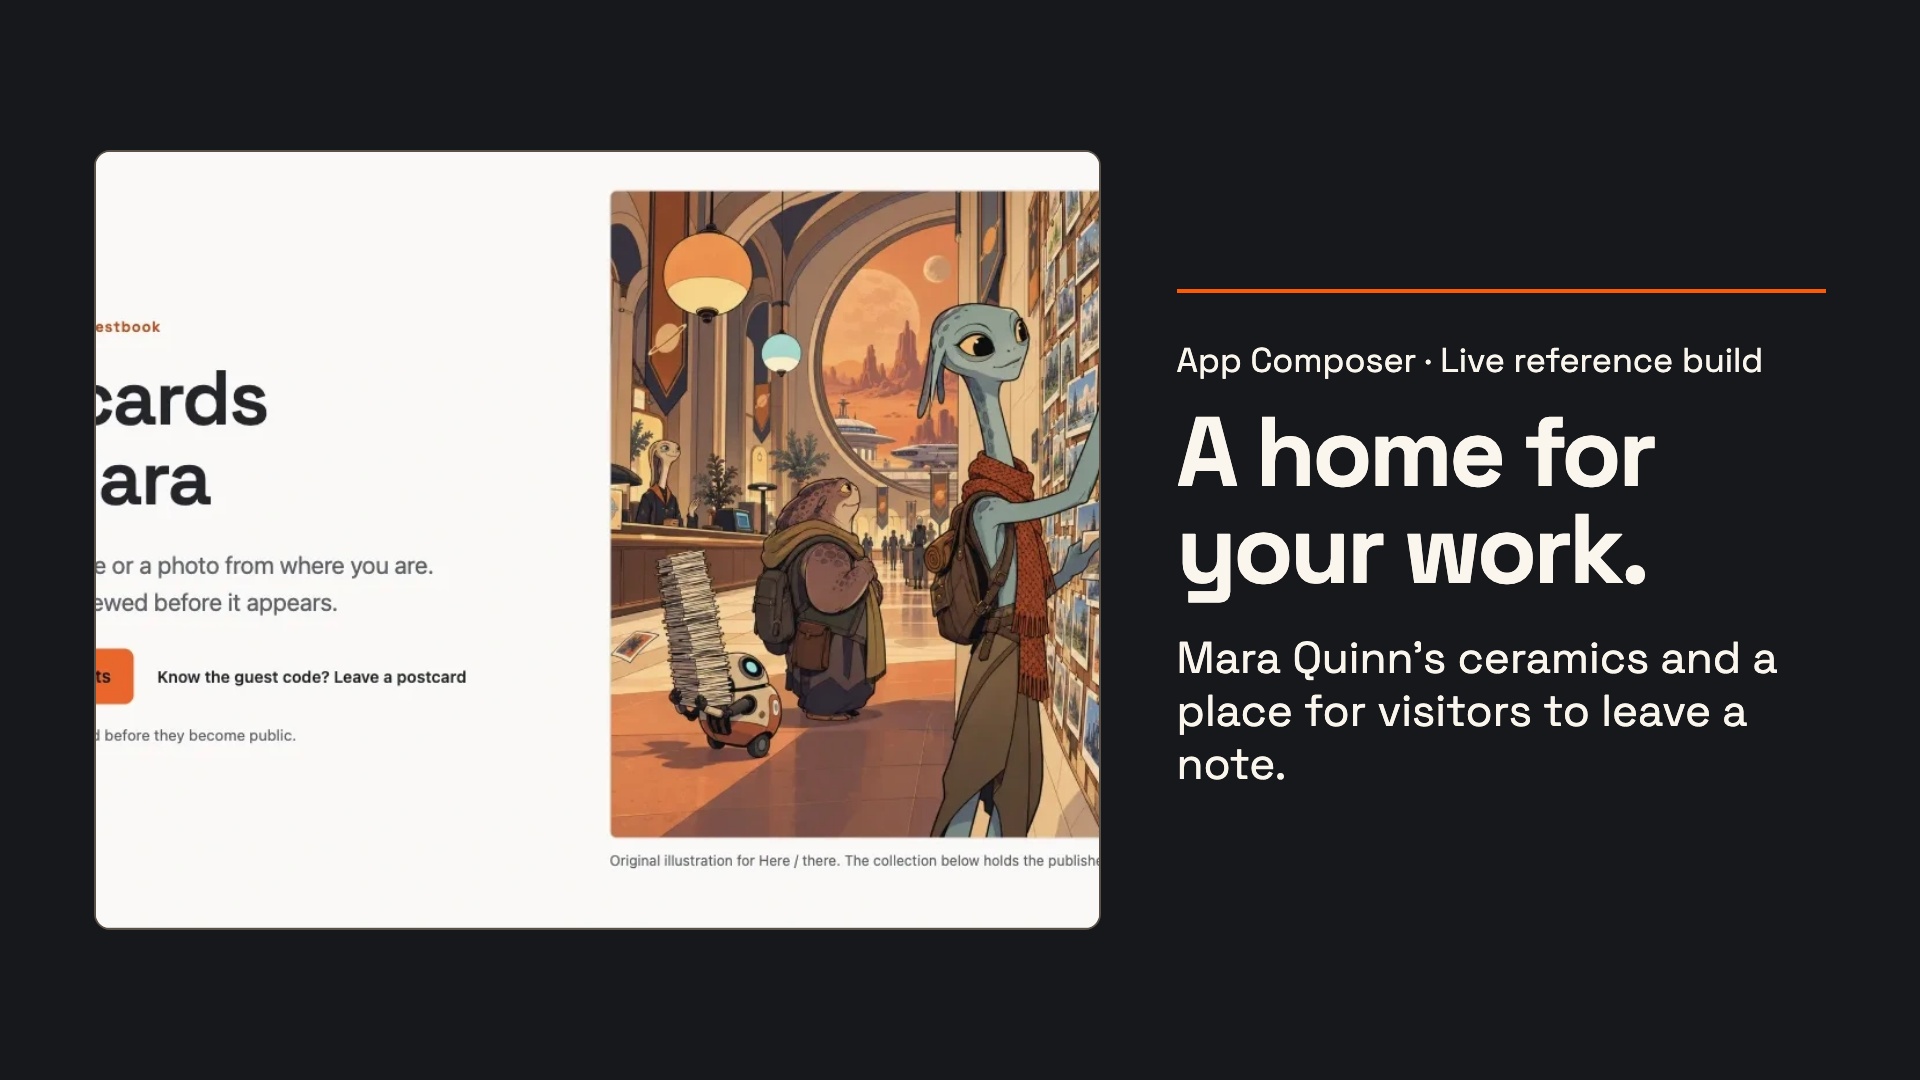 estbook
cards
ara
e or a photo from where you are.
ewed before it appears.
ts
Know the guest code? Leave a postcard
d before they become public.
Original illustration for Here / there. The collection below holds the publishe
App Composer · Live reference build
A home for
your work.
Mara Quinn’s ceramics and a
place for visitors to leave a
note.